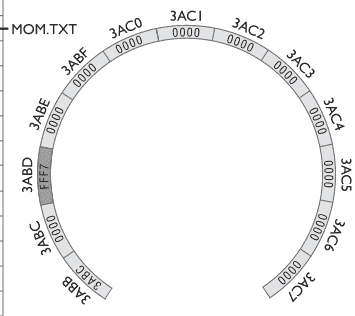 MOM.TXT
3ABB
3ABC
3ABC
0000
3ABD
FFF7
3ABE
0000
3ABF
0000
3AC0
0000
3AC1
0000
3AC2
0000
3AC3
0000
3AC4
0000
3AC5
0000
3AC6
0000
3AC7
0000